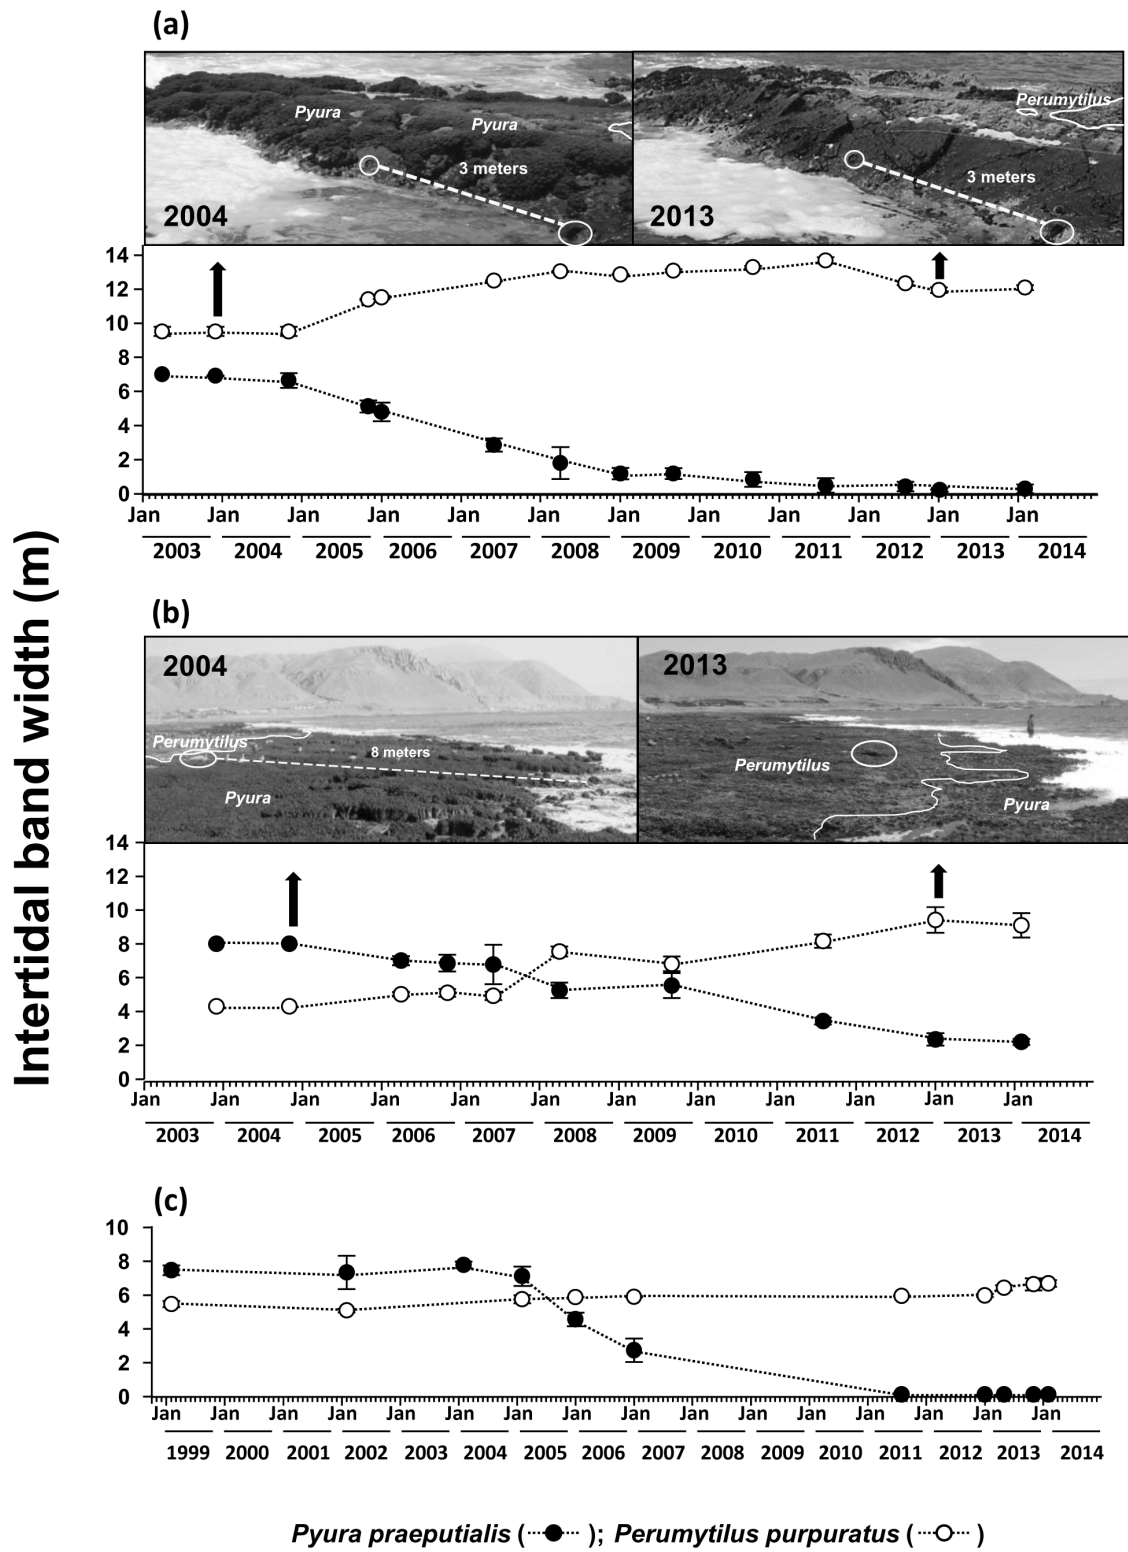 (a)
Pyura
Pyura
3 meters
2004
Perumytilus
3 meters
2013
14
12
10
8
6
4
2
0
Jan Jan Jan Jan Jan Jan Jan Jan Jan Jan Jan Jan
2003 2004 2005 2006 2007 2008 2009 2010 2011 2012 2013 2014
Intertidal band width (m)
(b)
2004
Perumytilus
8 meters
Pyura
2013
Perumytilus
Pyura
14
12
10
8
6
4
2
0
Jan Jan Jan Jan Jan Jan Jan Jan Jan Jan Jan Jan
2003 2004 2005 2006 2007 2008 2009 2010 2011 2012 2013 2014
(c)
10
8
6
4
2
0
Jan Jan Jan Jan Jan Jan Jan Jan Jan Jan Jan Jan Jan Jan Jan Jan
1999 2000 2001 2002 2003 2004 2005 2006 2007 2008 2009 2010 2011 2012 2013 2014
Pyura praeputialis ( ); Perumytilus purpuratus ( )